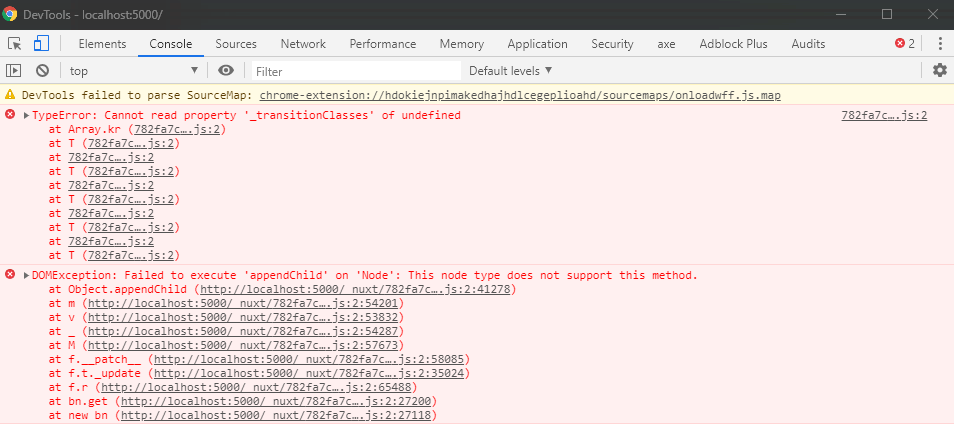 DevTools - localhost:5000/
Elements Console Sources Network Performance Memory Application Security axe Adblock Plus Audits 2
top Filter Default levels
DevTools failed to parse SourceMap: chrome-extension://hdokiejnpimakedhajhdlcegeplioahd/sourcemaps/onloadwff.js.map
TypeError: Cannot read property '_transitionClasses' of undefined 782fa7c….js:2
at Array.kr (782fa7c….js:2)
at T (782fa7c….js:2)
at 782fa7c….js:2
at T (782fa7c….js:2)
at 782fa7c….js:2
at T (782fa7c….js:2)
at 782fa7c….js:2
at T (782fa7c….js:2)
at 782fa7c….js:2
at T (782fa7c….js:2)
DOMException: Failed to execute 'appendChild' on 'Node': This node type does not support this method.
at Object.appendChild (http://localhost:5000/_nuxt/782fa7c….js:2:41278)
at m (http://localhost:5000/_nuxt/782fa7c….js:2:54201)
at v (http://localhost:5000/_nuxt/782fa7c….js:2:53832)
at _ (http://localhost:5000/_nuxt/782fa7c….js:2:54287)
at M (http://localhost:5000/_nuxt/782fa7c….js:2:57673)
at f.__patch__ (http://localhost:5000/_nuxt/782fa7c….js:2:58085)
at f.t._update (http://localhost:5000/_nuxt/782fa7c….js:2:35024)
at f.r (http://localhost:5000/_nuxt/782fa7c….js:2:65488)
at bn.get (http://localhost:5000/_nuxt/782fa7c….js:2:27200)
at new bn (http://localhost:5000/_nuxt/782fa7c….js:2:27118)